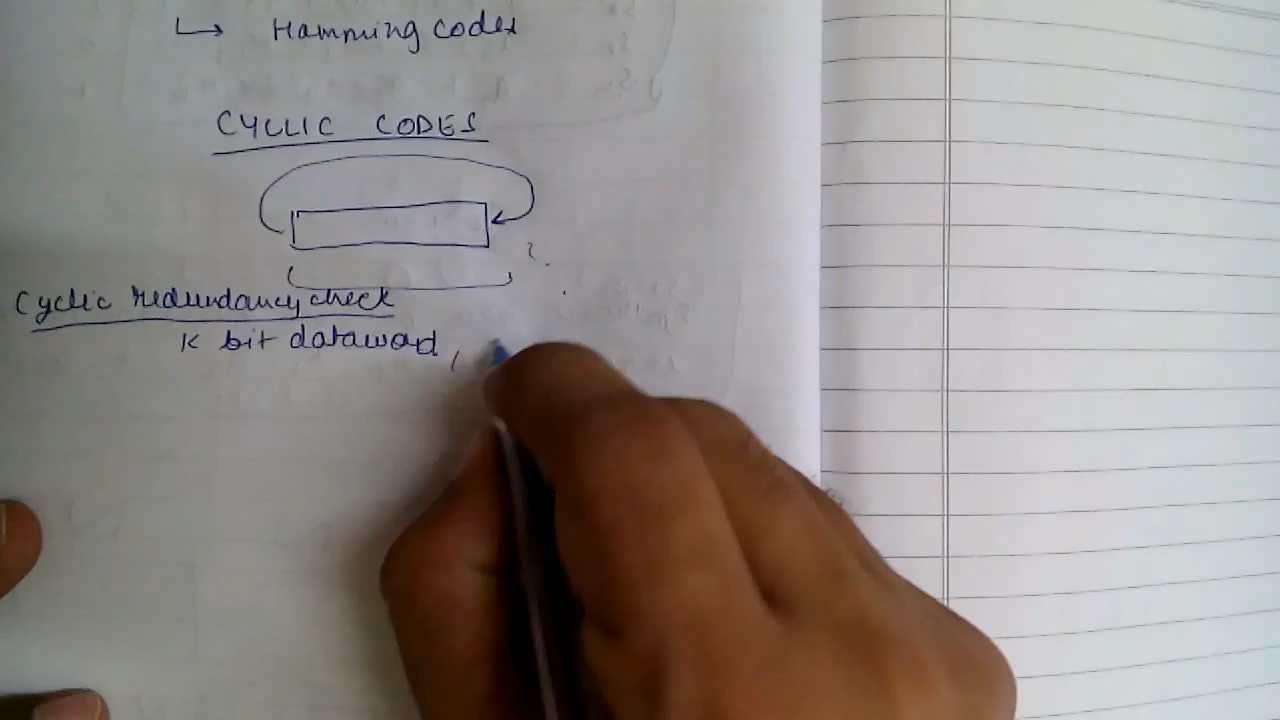 ↳ Hamming codes
CYCLIC CODES
Cyclic redundancy check
K bit dataword,